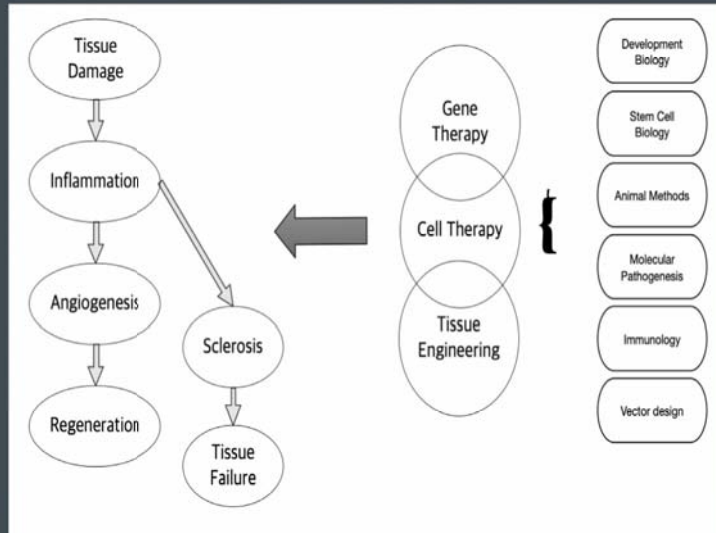 Tissue
Damage
Inflammation
Angiogenesis
Regeneration
Sclerosis
Tissue
Failure
Gene
Therapy
Cell Therapy
Tissue
Engineering
{
Development
Biology
Stem Cell
Biology
Animal Methods
Molecular
Pathogenesis
Immunology
Vector design